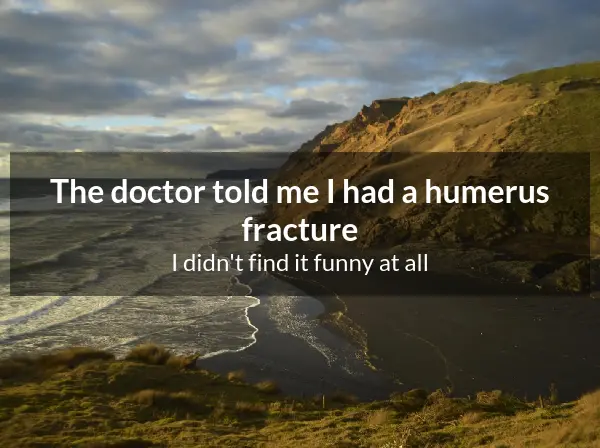 The doctor told me I had a humerus
fracture
I didn't find it funny at all